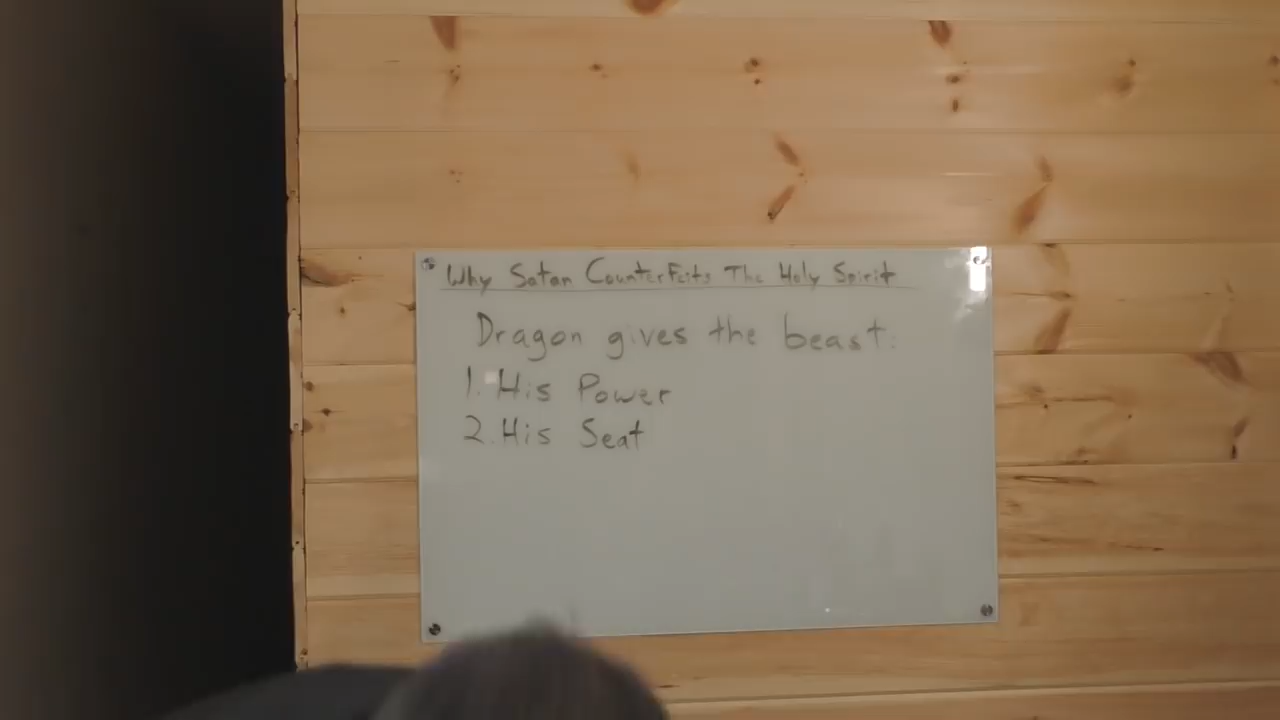 Why Satan CounterFeits The Holy Spirit
Dragon gives the beast:
1. His Power
2. His Seat